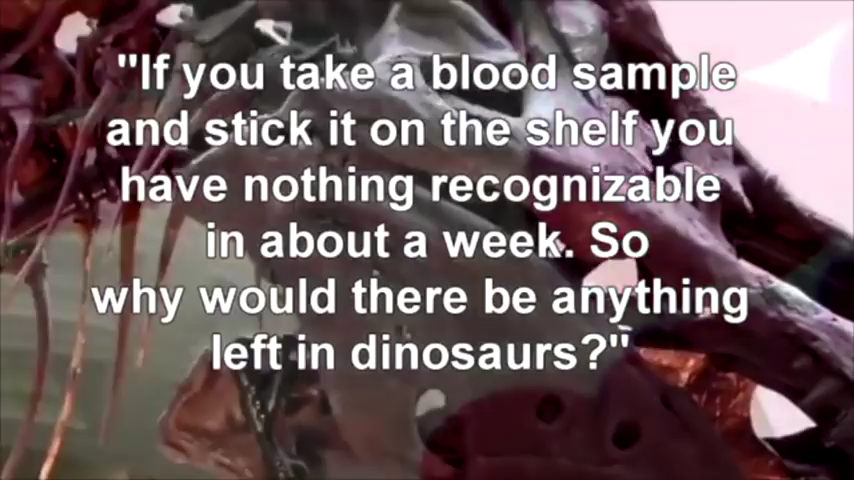 "If you take a blood sample
and stick it on the shelf you
have nothing recognizable
in about a week. So
why would there be anything
left in dinosaurs?"